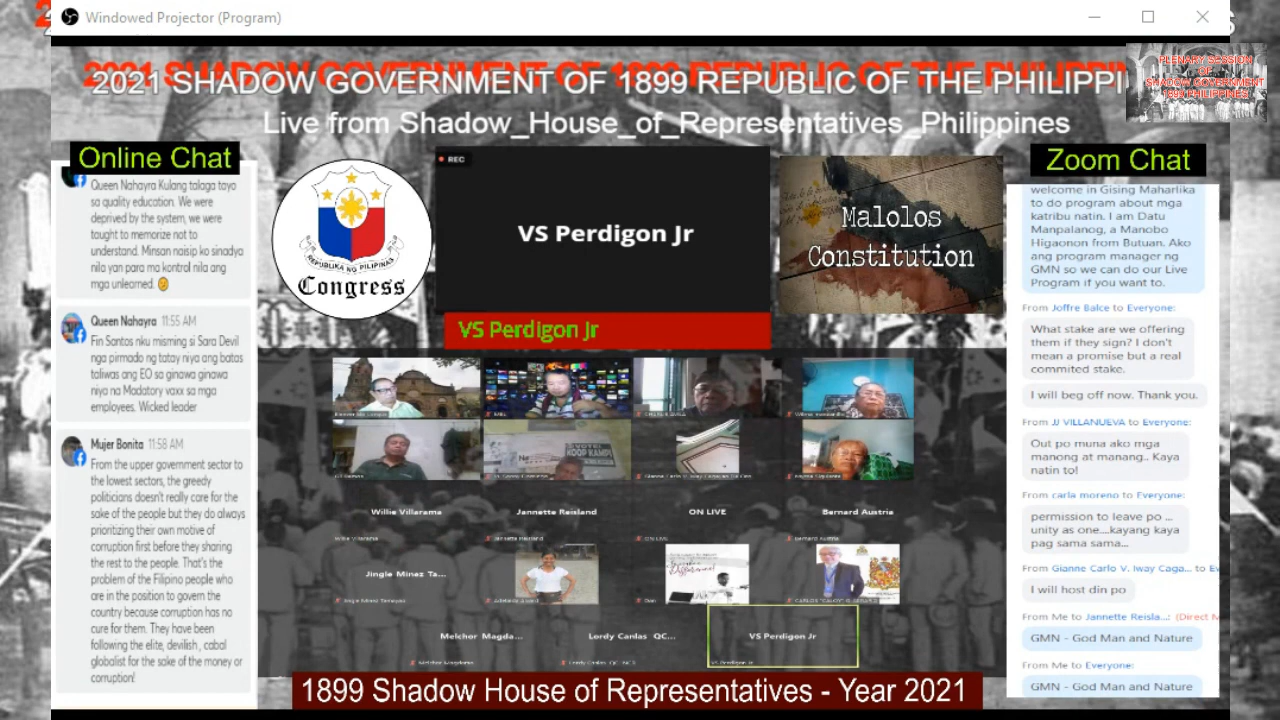 Windowed Projector (Program)
2021 SHADOW GOVERNMENT OF 1899 REPUBLIC OF THE PHILIPPI
PLENARY SESSION
OF
SHADOW GOVERNMENT
1899 PHILIPPINES
Live from Shadow_House_of_Representatives_Philippines
Online Chat
Queen Nahayra Kulang talaga tayo
sa quality education. We were
deprived by the system, we were
taught to memorize not to
understand. Minsan naisip ko sinadya
nila yan para ma kontrol nila ang
mga unlearned.
Queen Nahayra 11:55 AM
Fin Santos nku misming si Sara Devil
nga pirmado ng tatay niya ang batas
taliwas ang EO sa ginawa ginawa
niya na Madatory vaxx sa mga
employees. Wicked leader
Mujer Bonita 11:58 AM
From the upper government sector to
the lowest sectors, the greedy
politicians doesn't really care for the
sake of the people but they do always
prioritizing their own motive of
corruption first before they sharing
the rest to the people. That's the
problem of the Filipino people who
are in the position to govern the
country because corruption has no
cure for them. They have been
following the elite, devilish , cabal
globalist for the sake of the money or
corruption!
REPUBLIKA NG PILIPINAS
Congress
REC
VS Perdigon Jr
VS Perdigon Jr
Malolos
Constitution
Willie Villarama
Jannette Reisland
ON LIVE
Bernard Austria
Willie Villarama
Jannette Reisland
ON LIVE
Bernard Austria
Jingle Minez Ta...
Melchor Magda...
Lordy Canlas QC...
VS Perdigon Jr
VS Perdigon Jr
Zoom Chat
welcome in Gising Maharlika
to do program about mga
katribu natin. I am Datu
Manpalanog, a Manobo
Higaonon from Butuan. Ako
ang program manager ng
GMN so we can do our Live
Program if you want to.
From Joffre Balce to Everyone:
What stake are we offering
them if they sign? I don't
mean a promise but a real
commited stake.
I will beg off now. Thank you.
From JJ VILLANUEVA to Everyone:
Out po muna ako mga
manong at manang.. Kaya
natin to!
From carla moreno to Everyone:
permission to leave po ...
unity as one....kayang kaya
pag sama sama...
From Gianne Carlo V. Iway Caga... to Ev
I will host din po
From Me to Jannette Reisla...: (Direct M
GMN - God Man and Nature
From Me to Everyone:
GMN - God Man and Nature
1899 Shadow House of Representatives - Year 2021